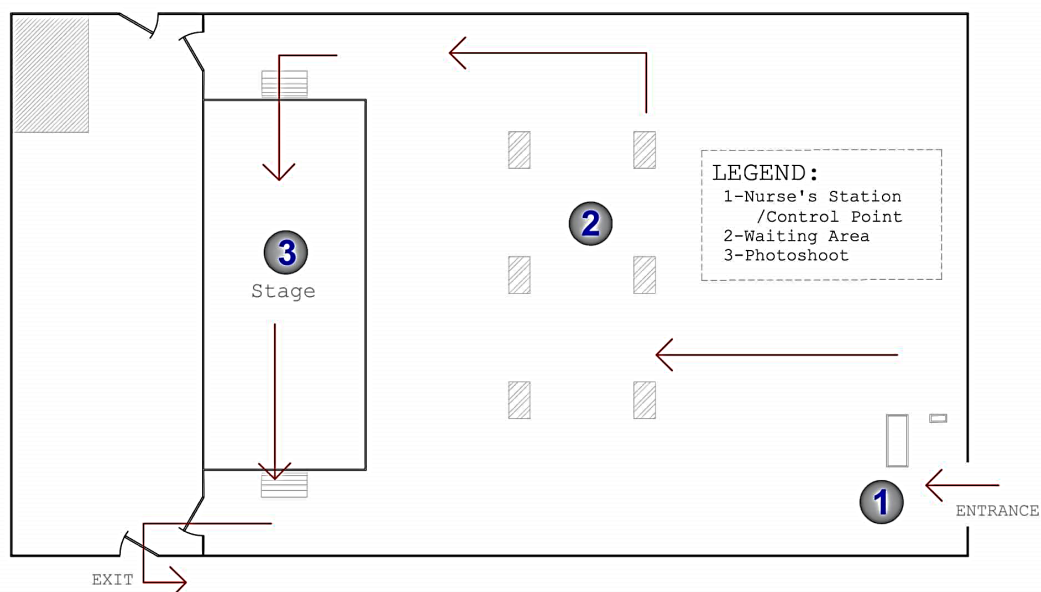 LEGEND:
1-Nurse's Station
/Control Point
2-Waiting Area
3-Photoshoot
2
3
Stage
1
ENTRANCE
EXIT